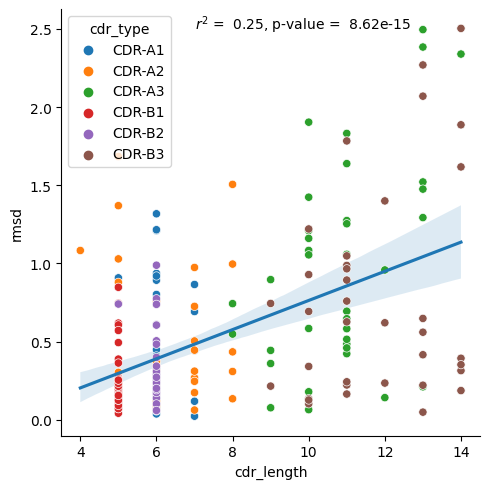 r² = 0.25, p-value = 8.62e-15
cdr_type
CDR-A1
CDR-A2
CDR-A3
CDR-B1
CDR-B2
CDR-B3
2.5
2.0
1.5
1.0
0.5
0.0
rmsd
4 6 8 10 12 14
cdr_length